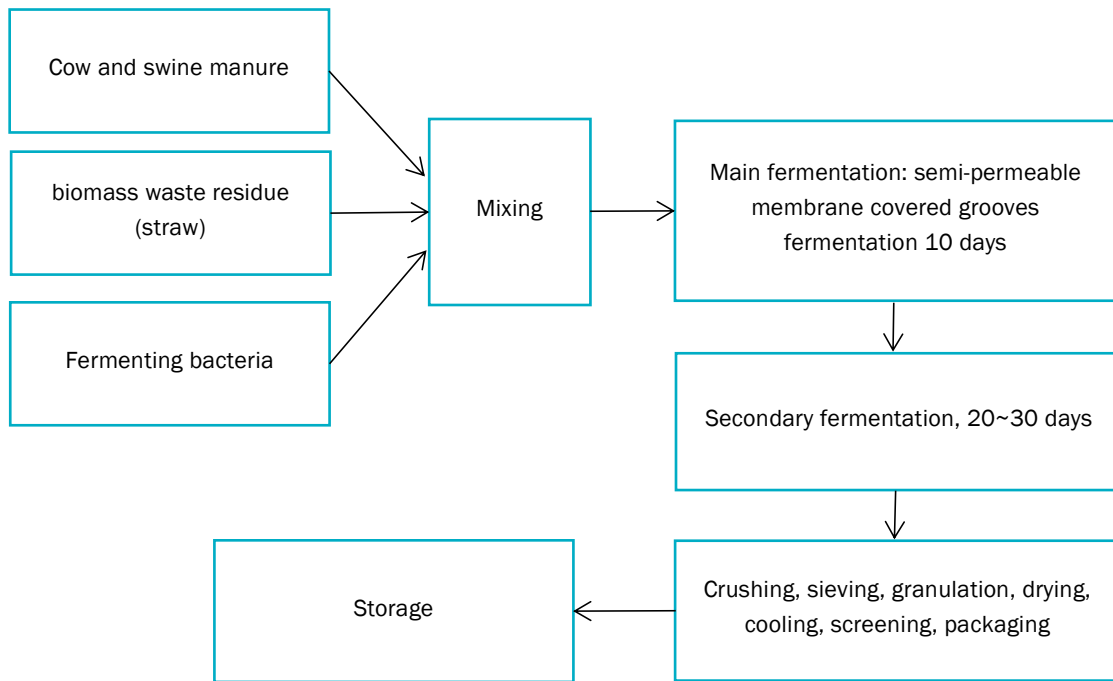 Cow and swine manure
biomass waste residue
(straw)
Fermenting bacteria
Mixing
Main fermentation: semi-permeable
membrane covered grooves
fermentation 10 days
Secondary fermentation, 20~30 days
Crushing, sieving, granulation, drying,
cooling, screening, packaging
Storage